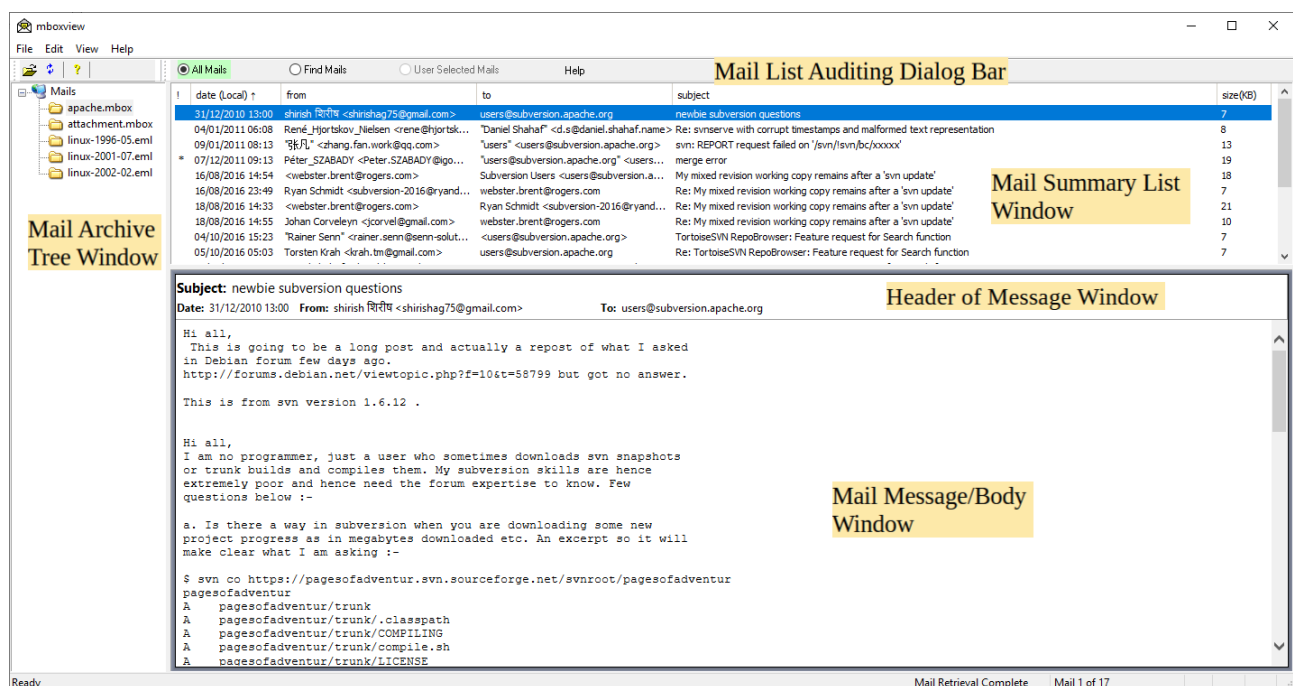 mboxview
File Edit View Help
All Mails Find Mails User Selected Mails Help
Mail List Auditing Dialog Bar
Mails
apache.mbox
attachment.mbox
linux-1996-05.eml
linux-2001-07.eml
linux-2002-02.eml
Mail Archive
Tree Window
! date (Local) ↑ from to subject size(KB)
31/12/2010 13:00 shirish शिरीष <shirishag75@gmail.com> users@subversion.apache.org newbie subversion questions 7
04/01/2011 06:08 René_Hjortskov_Nielsen <rene@hjortsk... "Daniel Shahaf" <d.s@daniel.shahaf.name> Re: svnserve with corrupt timestamps and malformed text representation 8
09/01/2011 08:13 "张凡" <zhang.fan.work@qq.com> "users" <users@subversion.apache.org> svn: REPORT request failed on '/svn/!svn/bc/xxxxx' 13
* 07/12/2011 09:13 Péter_SZABADY <Peter.SZABADY@igo... "users@subversion.apache.org" <users... merge error 19
16/08/2016 14:54 <webster.brent@rogers.com> Subversion Users <users@subversion.a... My mixed revision working copy remains after a 'svn update' 18
16/08/2016 23:49 Ryan Schmidt <subversion-2016@ryand... webster.brent@rogers.com Re: My mixed revision working copy remains after a 'svn update' 7
18/08/2016 14:33 <webster.brent@rogers.com> Ryan Schmidt <subversion-2016@ryand... Re: My mixed revision working copy remains after a 'svn update' 21
18/08/2016 14:55 Johan Corveleyn <jcorvel@gmail.com> webster.brent@rogers.com Re: My mixed revision working copy remains after a 'svn update' 10
04/10/2016 15:23 "Rainer Senn" <rainer.senn@senn-solut... <users@subversion.apache.org> TortoiseSVN RepoBrowser: Feature request for Search function 7
05/10/2016 05:03 Torsten Krah <krah.tm@gmail.com> users@subversion.apache.org Re: TortoiseSVN RepoBrowser: Feature request for Search function 7
Mail Summary List
Window
Subject: newbie subversion questions
Date: 31/12/2010 13:00 From: shirish शिरीष <shirishag75@gmail.com> To: users@subversion.apache.org
Header of Message Window
Hi all,
This is going to be a long post and actually a repost of what I asked
in Debian forum few days ago.
http://forums.debian.net/viewtopic.php?f=10&t=58799 but got no answer.
This is from svn version 1.6.12 .
Hi all,
I am no programmer, just a user who sometimes downloads svn snapshots
or trunk builds and compiles them. My subversion skills are hence
extremely poor and hence need the forum expertise to know. Few
questions below :-
a. Is there a way in subversion when you are downloading some new
project progress as in megabytes downloaded etc. An excerpt so it will
make clear what I am asking :-
$ svn co https://pagesofadventur.svn.sourceforge.net/svnroot/pagesofadventur
pagesofadventur
A pagesofadventur/trunk
A pagesofadventur/trunk/.classpath
A pagesofadventur/trunk/COMPILING
A pagesofadventur/trunk/compile.sh
A pagesofadventur/trunk/LICENSE
Mail Message/Body
Window
Ready Mail Retrieval Complete Mail 1 of 17